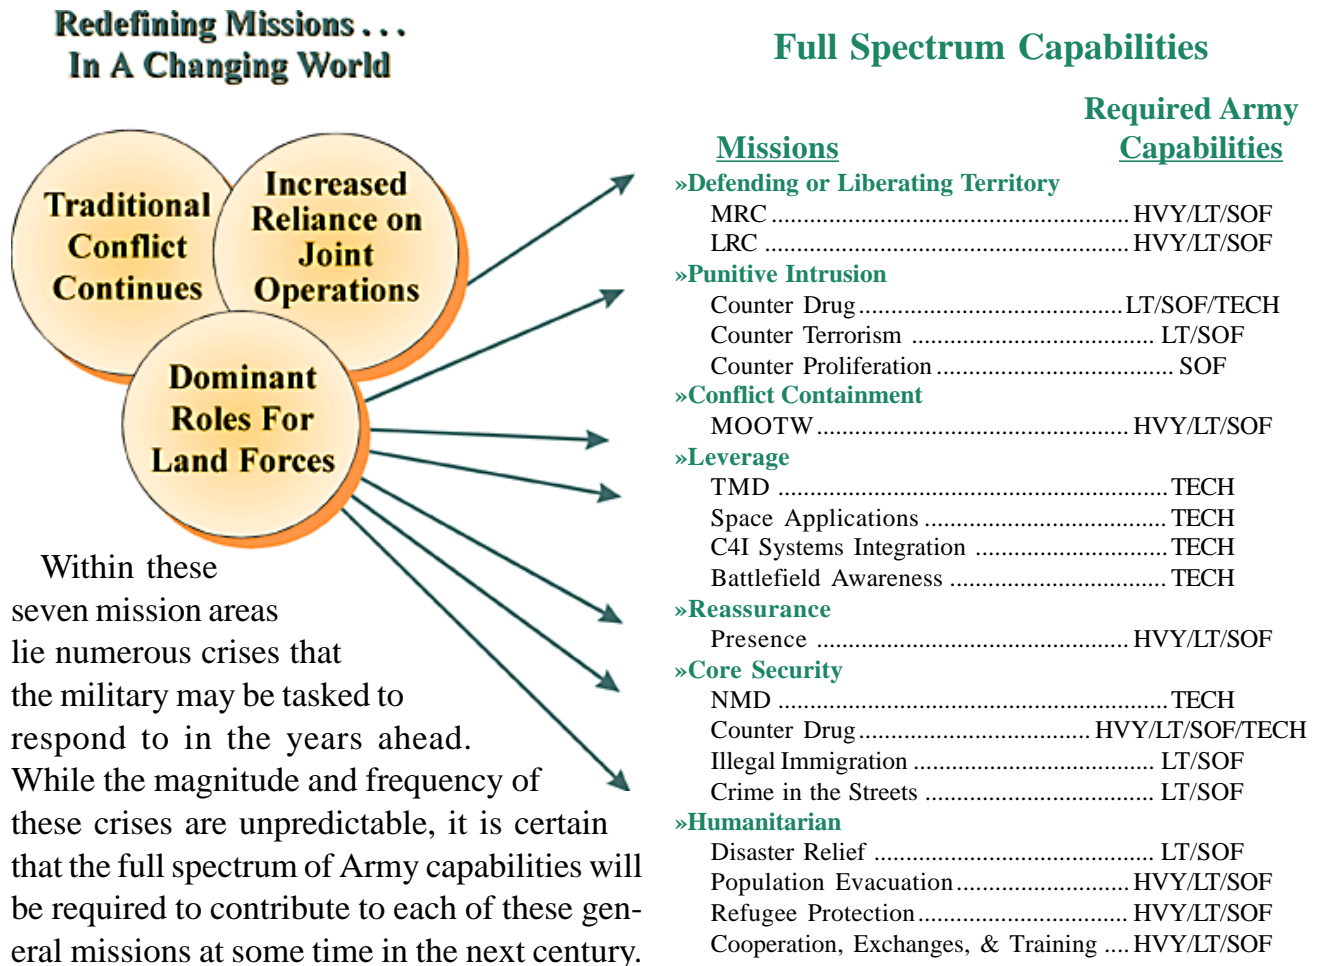 Redefining Missions . . .
In A Changing World
Traditional
Conflict
Continues
Increased
Reliance on
Joint
Operations
Dominant
Roles For
Land Forces
Within these
seven mission areas
lie numerous crises that
the military may be tasked to
respond to in the years ahead.
While the magnitude and frequency of
these crises are unpredictable, it is certain
that the full spectrum of Army capabilities will
be required to contribute to each of these gen-
eral missions at some time in the next century.
Full Spectrum Capabilities
Required Army
Missions Capabilities
»Defending or Liberating Territory
MRC .................................................. HVY/LT/SOF
LRC ................................................... HVY/LT/SOF
»Punitive Intrusion
Counter Drug ..................................... LT/SOF/TECH
Counter Terrorism .................................. LT/SOF
Counter Proliferation ................................. SOF
»Conflict Containment
MOOTW ............................................ HVY/LT/SOF
»Leverage
TMD ...................................................... TECH
Space Applications .................................. TECH
C4I Systems Integration ........................... TECH
Battlefield Awareness .............................. TECH
»Reassurance
Presence ............................................ HVY/LT/SOF
»Core Security
NMD ...................................................... TECH
Counter Drug ................................ HVY/LT/SOF/TECH
Illegal Immigration .................................. LT/SOF
Crime in the Streets ................................ LT/SOF
»Humanitarian
Disaster Relief ....................................... LT/SOF
Population Evacuation ........................ HVY/LT/SOF
Refugee Protection ............................. HVY/LT/SOF
Cooperation, Exchanges, & Training .... HVY/LT/SOF